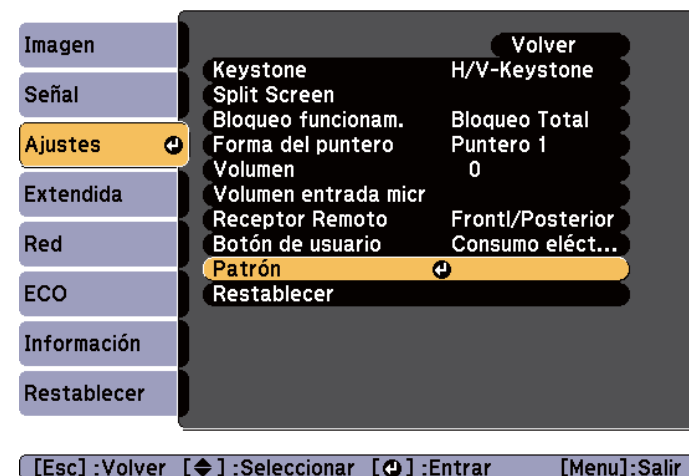 Imagen
Señal
Ajustes
Extendida
Red
ECO
Información
Restablecer
Volver
Keystone H/V-Keystone
Split Screen
Bloqueo funcionam. Bloqueo Total
Forma del puntero Puntero 1
Volumen 0
Volumen entrada micr
Receptor Remoto Frontl/Posterior
Botón de usuario Consumo eléct...
Patrón
Restablecer
[Esc] :Volver [ ] :Seleccionar [ ] :Entrar [Menu]:Salir